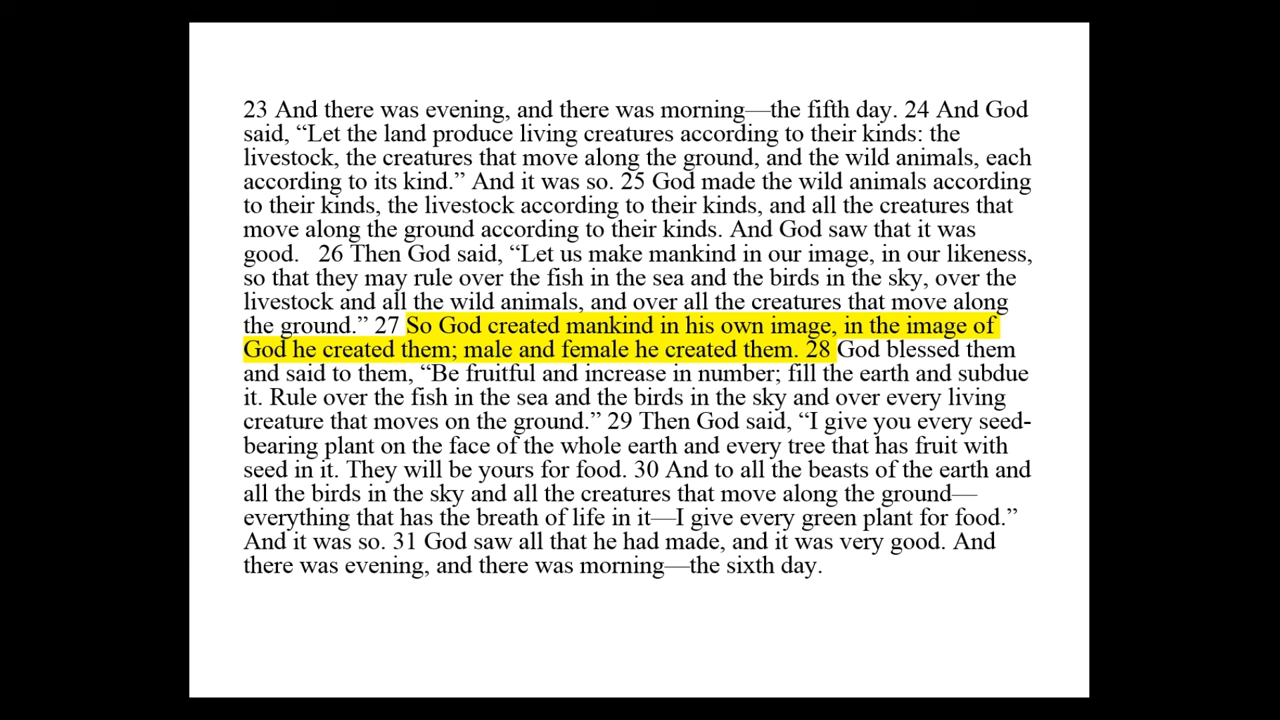 23 And there was evening, and there was morning—the fifth day. 24 And God
said, “Let the land produce living creatures according to their kinds: the
livestock, the creatures that move along the ground, and the wild animals, each
according to its kind.” And it was so. 25 God made the wild animals according
to their kinds, the livestock according to their kinds, and all the creatures that
move along the ground according to their kinds. And God saw that it was
good.   26 Then God said, “Let us make mankind in our image, in our likeness,
so that they may rule over the fish in the sea and the birds in the sky, over the
livestock and all the wild animals, and over all the creatures that move along
the ground.” 27 So God created mankind in his own image, in the image of
God he created them; male and female he created them. 28 God blessed them
and said to them, “Be fruitful and increase in number; fill the earth and subdue
it. Rule over the fish in the sea and the birds in the sky and over every living
creature that moves on the ground.” 29 Then God said, “I give you every seed-
bearing plant on the face of the whole earth and every tree that has fruit with
seed in it. They will be yours for food. 30 And to all the beasts of the earth and
all the birds in the sky and all the creatures that move along the ground—
everything that has the breath of life in it—I give every green plant for food.”
And it was so. 31 God saw all that he had made, and it was very good. And
there was evening, and there was morning—the sixth day.